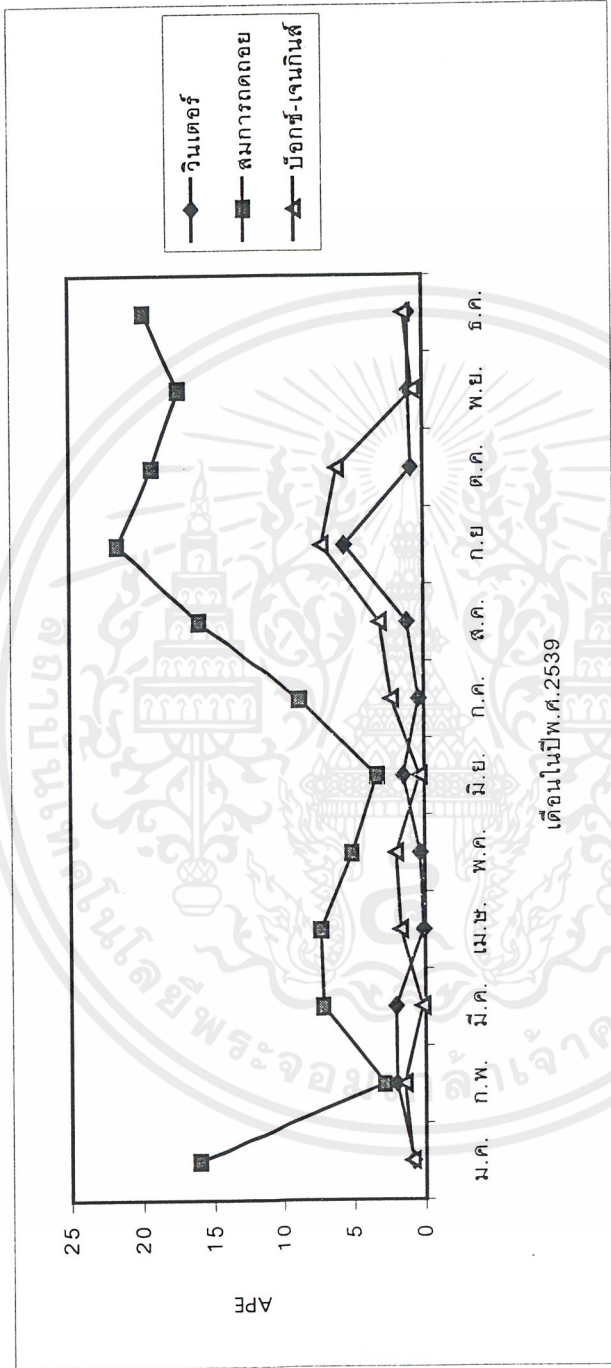 วินเตอร์
สมการถดถอย
บ๊อกซ์-เจนกินส์
APE
25
20
15
10
5
0
ม.ค. ก.พ. มี.ค. เม.ษ. พ.ค. มิ.ย. ก.ค. ส.ค. ก.ย ต.ค. พ.ย. ธ.ค.
เดือนในปีพ.ศ.2539